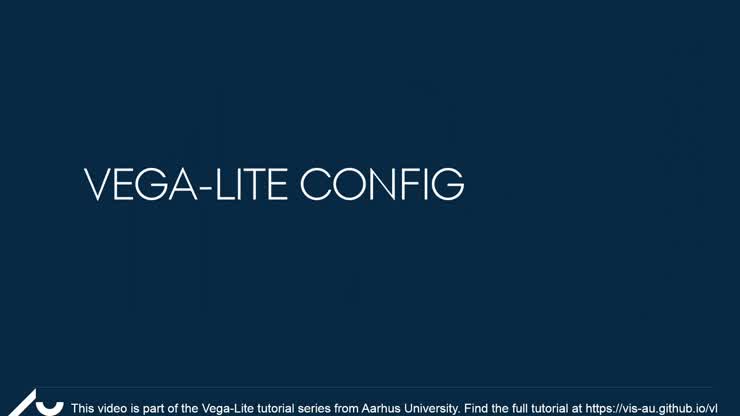 VEGA-LITE CONFIG
This video is part of the Vega-Lite tutorial series from Aarhus University. Find the full tutorial at https://vis-au.github.io/vl